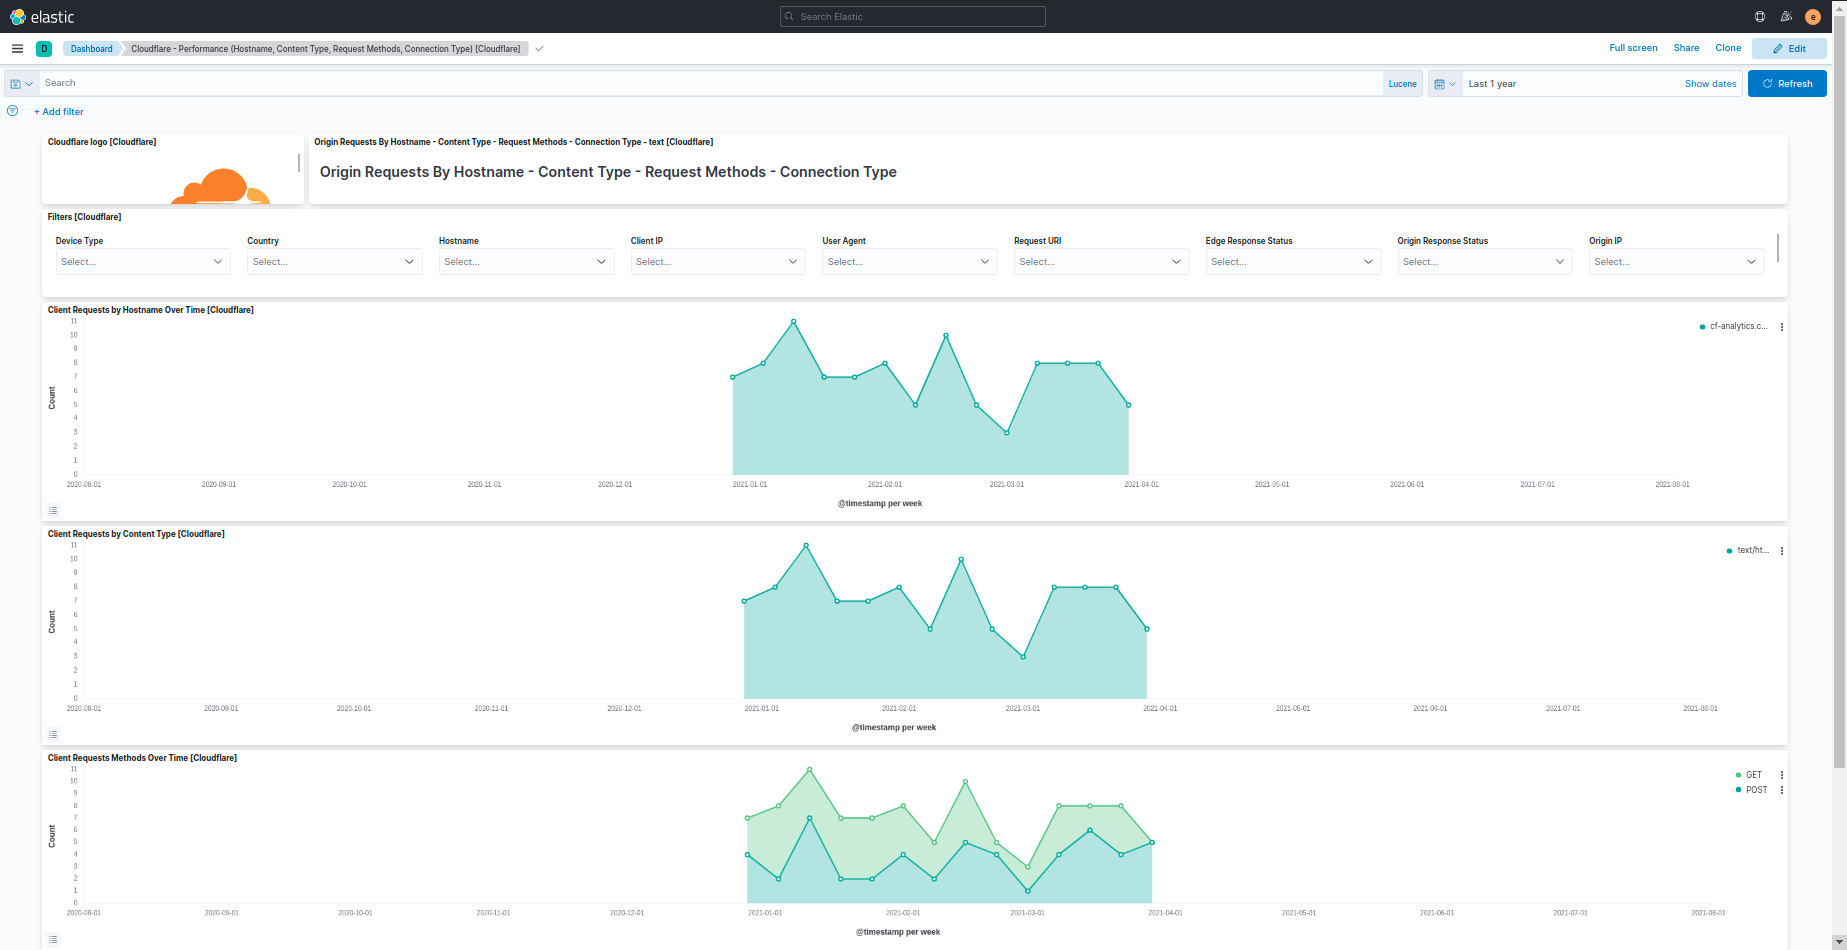 elastic
Search Elastic
e
D
Dashboard
Cloudflare - Performance (Hostname, Content Type, Request Methods, Connection Type) [Cloudflare]
Full screen
Share
Clone
Edit
Search
Lucene
Last 1 year
Show dates
Refresh
+ Add filter
Cloudflare logo [Cloudflare]
Origin Requests By Hostname - Content Type - Request Methods - Connection Type - text [Cloudflare]
Origin Requests By Hostname - Content Type - Request Methods - Connection Type
Filters [Cloudflare]
Device Type Country Hostname Client IP User Agent Request URI Edge Response Status Origin Response Status Origin IP
Select... Select... Select... Select... Select... Select... Select... Select... Select...
Client Requests by Hostname Over Time [Cloudflare]
11
10
9
8
7
6
5
4
3
2
1
0
Count
cf-analytics.c...
2020-08-01 2020-09-01 2020-10-01 2020-11-01 2020-12-01 2021-01-01 2021-02-01 2021-03-01 2021-04-01 2021-05-01 2021-06-01 2021-07-01 2021-08-01
@timestamp per week
Client Requests by Content Type [Cloudflare]
11
10
9
8
7
6
5
4
3
2
1
0
Count
text/ht...
2020-08-01 2020-09-01 2020-10-01 2020-11-01 2020-12-01 2021-01-01 2021-02-01 2021-03-01 2021-04-01 2021-05-01 2021-06-01 2021-07-01 2021-08-01
@timestamp per week
Client Requests Methods Over Time [Cloudflare]
11
10
9
8
7
6
5
4
3
2
1
0
Count
GET
POST
2020-08-01 2020-09-01 2020-10-01 2020-11-01 2020-12-01 2021-01-01 2021-02-01 2021-03-01 2021-04-01 2021-05-01 2021-06-01 2021-07-01 2021-08-01
@timestamp per week